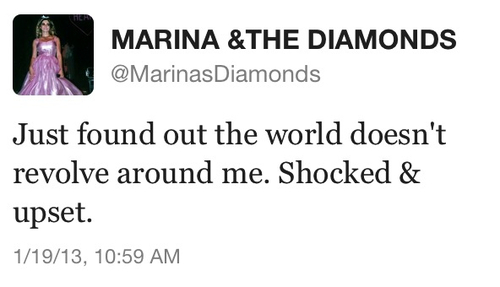 MARINA &THE DIAMONDS
@MarinasDiamonds
Just found out the world doesn't
revolve around me. Shocked &
upset.
1/19/13, 10:59 AM